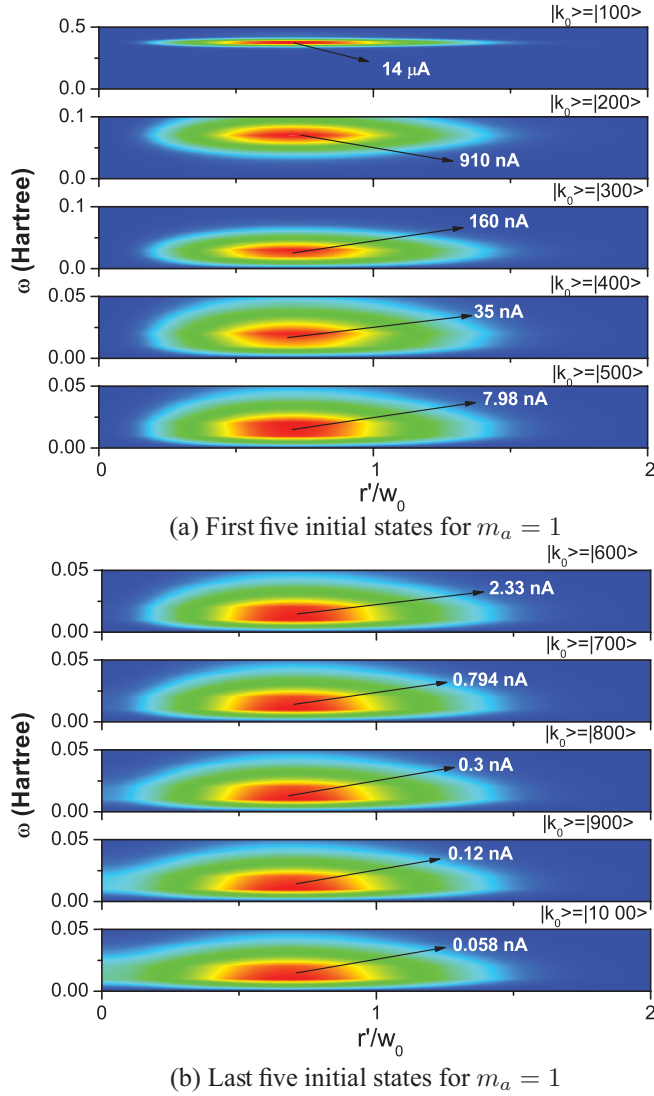 |k₀>=|100>
0.5
14 μA
0.0
|k₀>=|200>
0.1
910 nA
0.0
|k₀>=|300>
0.1
160 nA
0.0
|k₀>=|400>
0.05
35 nA
0.00
|k₀>=|500>
0.05
7.98 nA
0.00
ω (Hartree)
0 1 2
r'/w₀
(a) First five initial states for mₐ = 1
|k₀>=|600>
0.05
2.33 nA
0.00
|k₀>=|700>
0.05
0.794 nA
0.00
|k₀>=|800>
0.05
0.3 nA
0.00
|k₀>=|900>
0.05
0.12 nA
0.00
|k₀>=|10 00>
0.05
0.058 nA
0.00
ω (Hartree)
0 1 2
r'/w₀
(b) Last five initial states for mₐ = 1